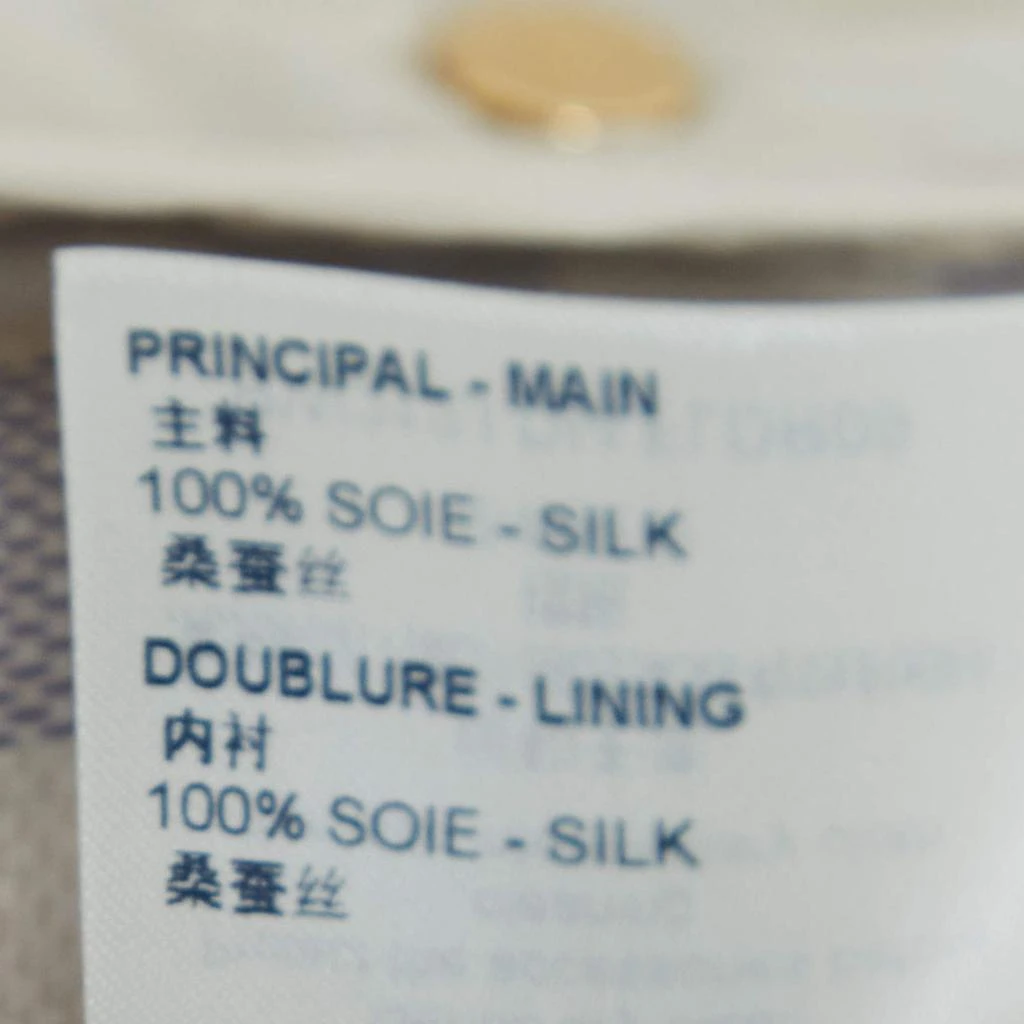 PRINCIPAL - MAIN
主料
100% SOIE - SILK
桑蚕丝
DOUBLURE - LINING
内衬
100% SOIE - SILK
桑蚕丝